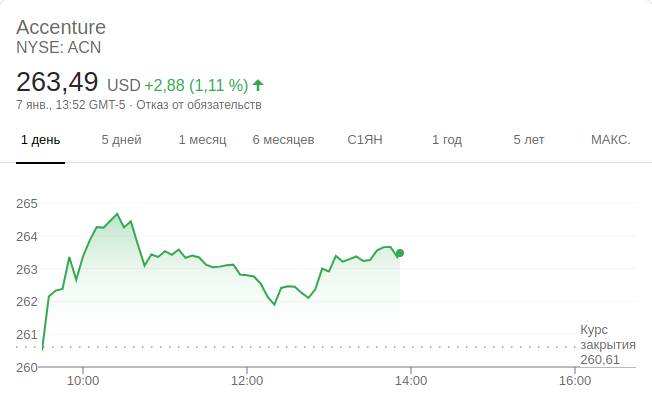 Accenture
NYSE: ACN
263,49 USD +2,88 (1,11 %)
7 янв., 13:52 GMT-5 · Отказ от обязательств
1 день 5 дней 1 месяц 6 месяцев С1ЯН 1 год 5 лет МАКС.
265
264
263
262
261
260
Курс
закрытия
260,61
10:00 12:00 14:00 16:00